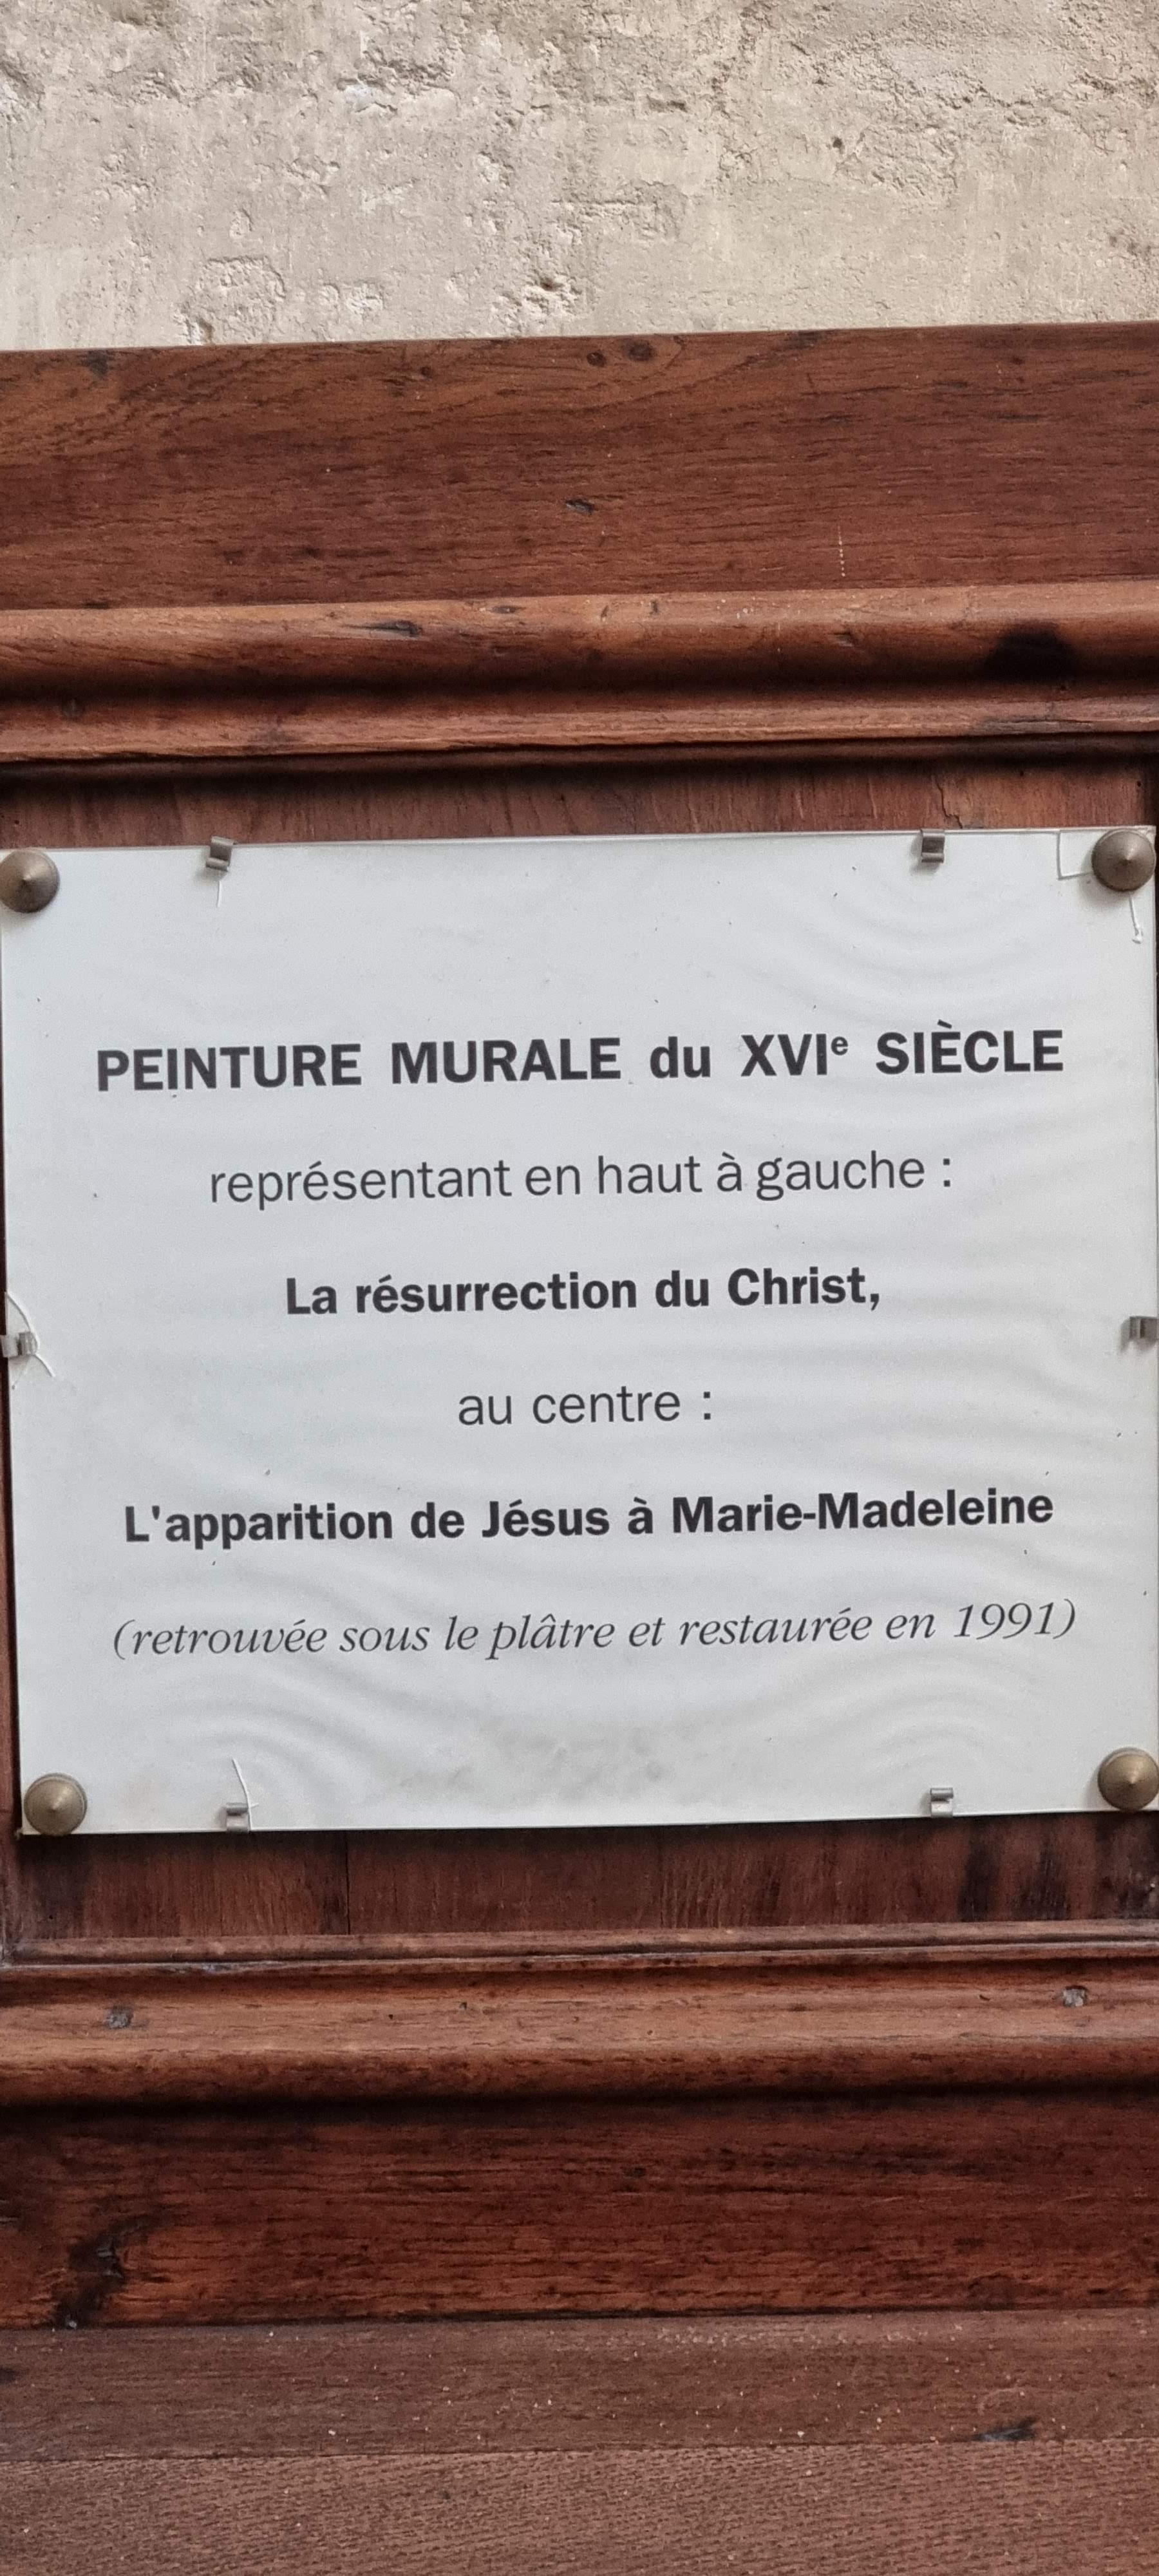 PEINTURE MURALE du XVIe SIÈCLE
représentant en haut à gauche :
La résurrection du Christ,
au centre :
L'apparition de Jésus à Marie-Madeleine
(retrouvée sous le plâtre et restaurée en 1991)